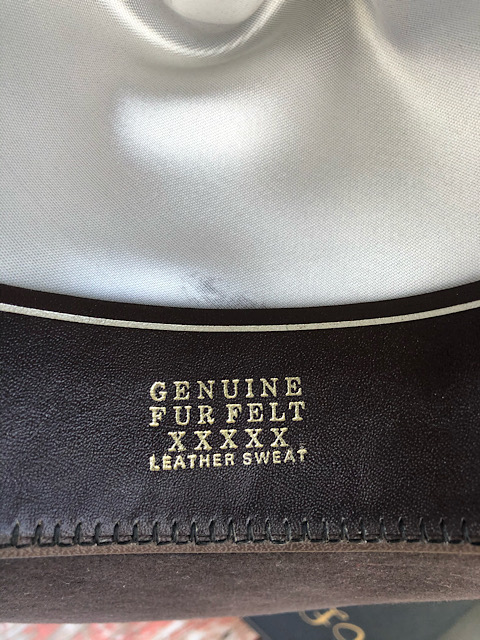 GENUINE
FUR FELT
XXXXX
LEATHER SWEAT